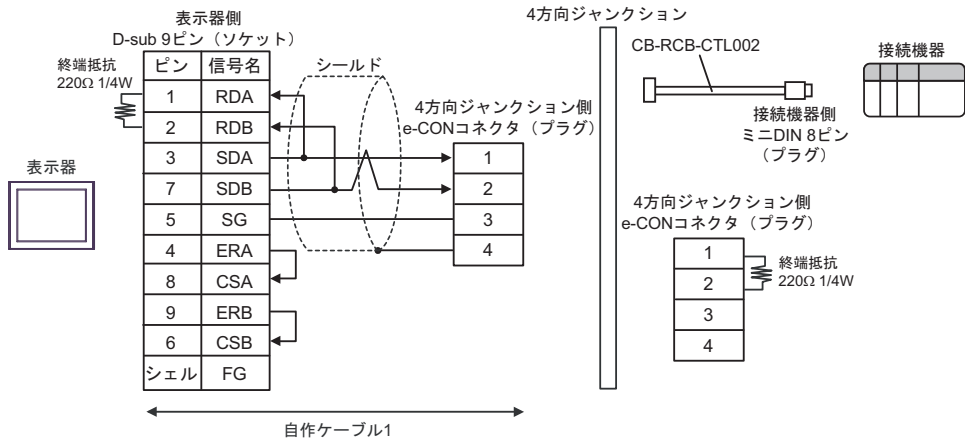 表示器側
D-sub 9ピン（ソケット）
終端抵抗
220Ω 1/4W
ピン 信号名
1 RDA
2 RDB
3 SDA
7 SDB
5 SG
4 ERA
8 CSA
9 ERB
6 CSB
シェル FG
表示器
シールド
4方向ジャンクション側
e-CONコネクタ（プラグ）
1
2
3
4
自作ケーブル1
4方向ジャンクション
CB-RCB-CTL002
接続機器
接続機器側
ミニDIN 8ピン
（プラグ）
4方向ジャンクション側
e-CONコネクタ（プラグ）
1
2
3
4
終端抵抗
220Ω 1/4W